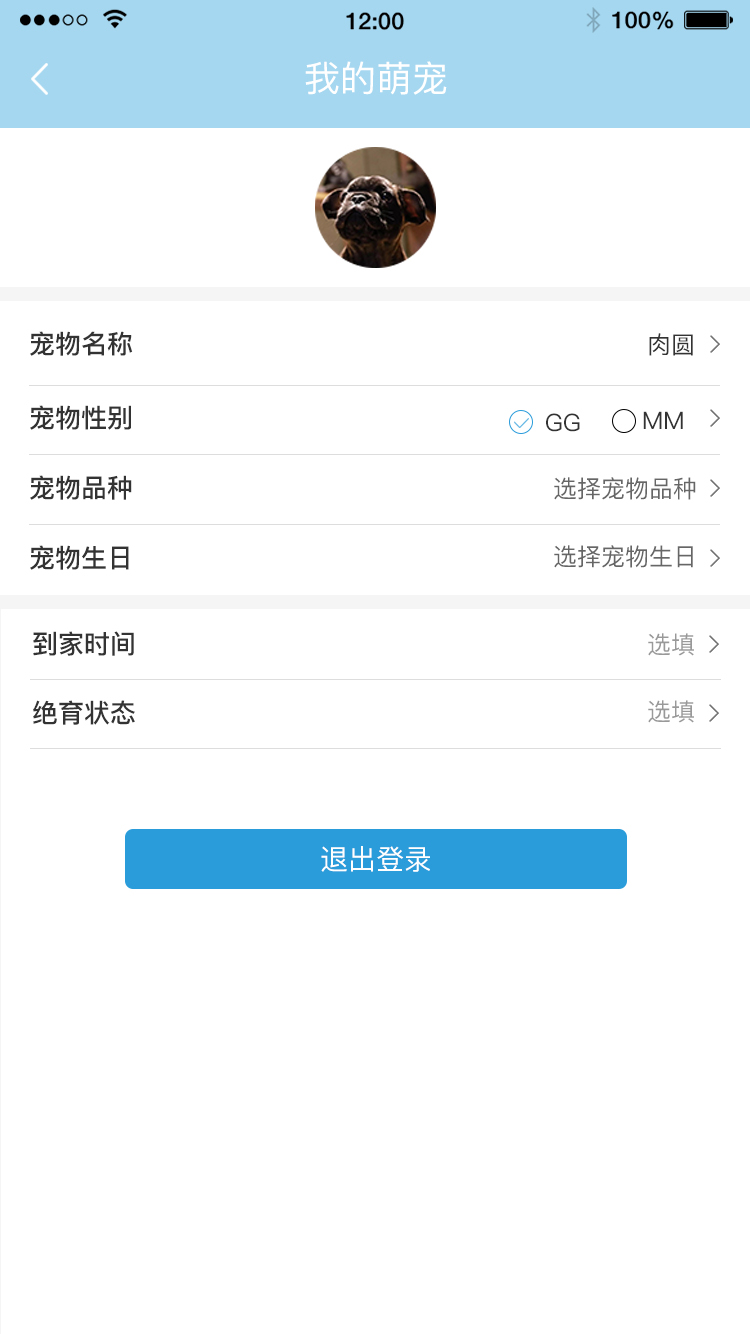 12:00
100%
我的萌宠
宠物名称 肉圆
宠物性别 GG MM
宠物品种 选择宠物品种
宠物生日 选择宠物生日
到家时间 选填
绝育状态 选填
退出登录